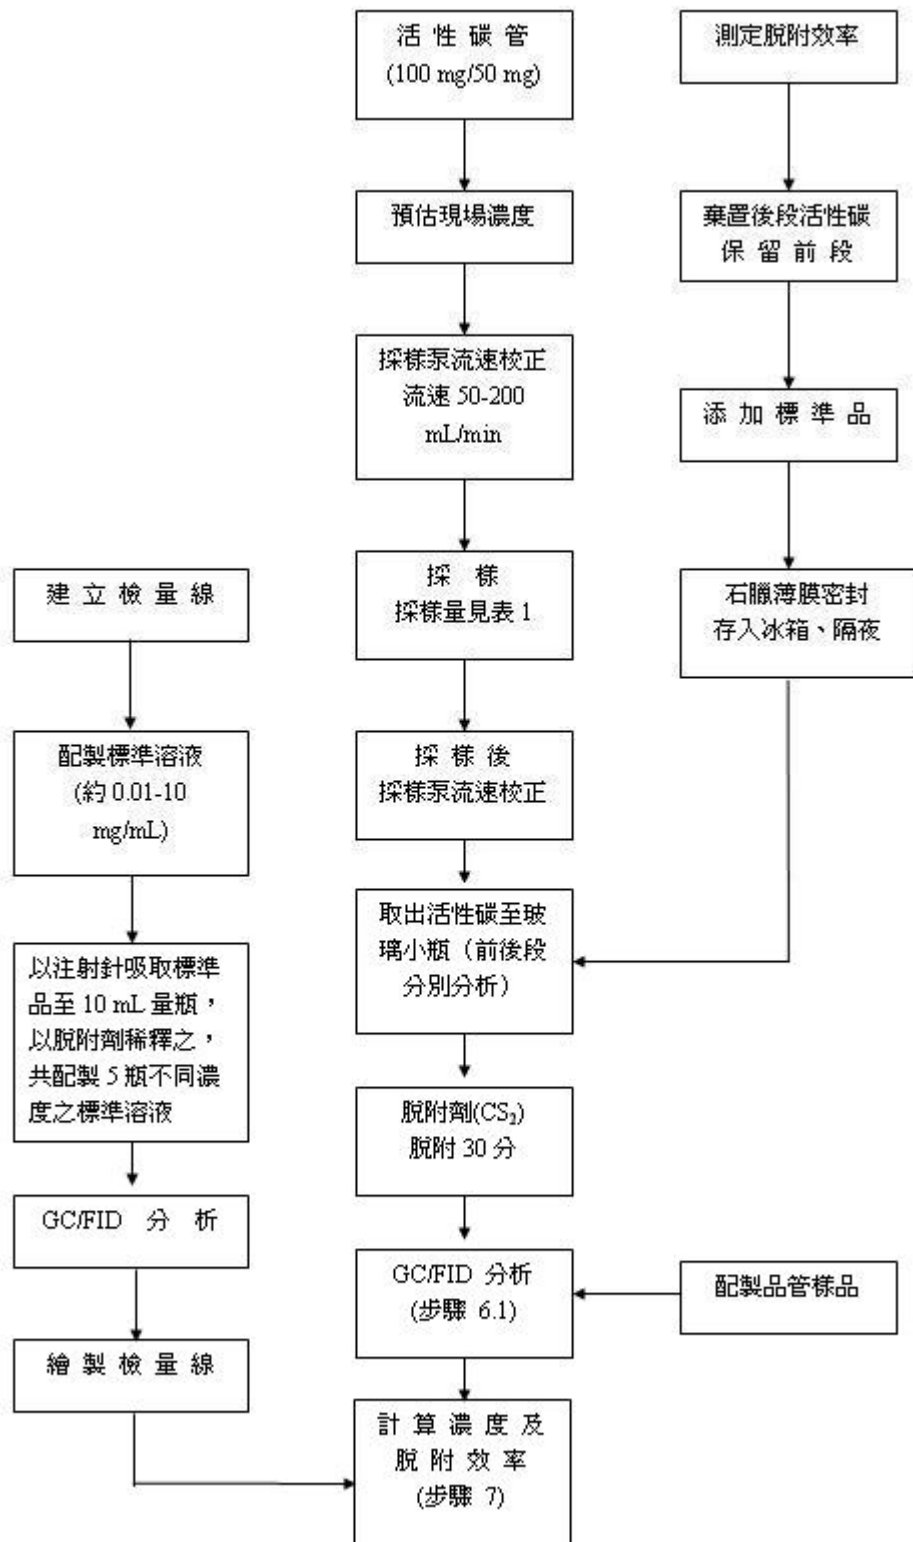 活 性 碳 管
(100 mg/50 mg)
預估現場濃度
採樣泵流速校正
流速 50-200
mL/min
採 樣
採樣量見表 1
採 樣 後
採樣泵流速校正
取出活性碳至玻
璃小瓶（前後段
分別分析）
脫附劑(CS₂)
脫附 30 分
GC/FID 分析
(步驟 6.1)
計 算 濃 度 及
脫 附 效 率
(步驟 7)
測定脫附效率
棄置後段活性碳
保 留 前 段
添 加 標 準 品
石臘薄膜密封
存入冰箱、隔夜
配製品管樣品
建 立 檢 量 線
配製標準溶液
(約 0.01-10
mg/mL)
以注射針吸取標準
品至 10 mL 量瓶，
以脫附劑稀釋之，
共配製 5 瓶不同濃
度之標準溶液
GC/FID 分 析
繪 製 檢 量 線